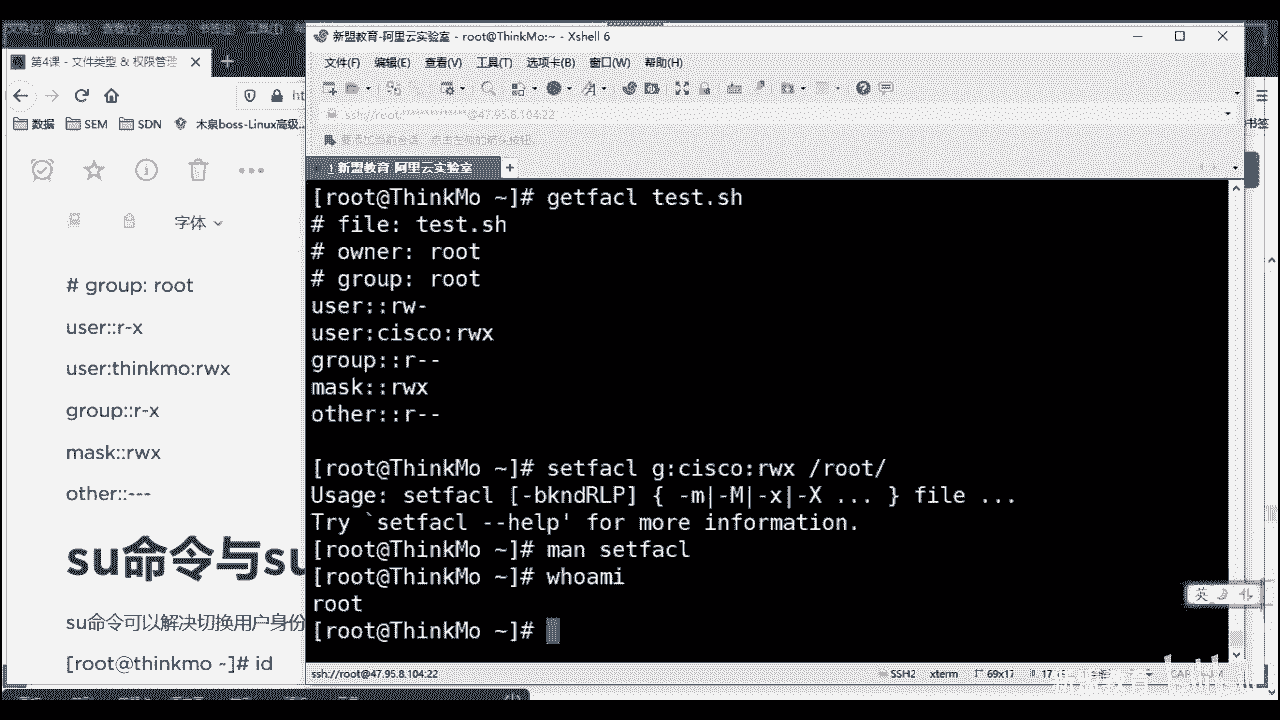 新盟教育-阿里云实验室 - root@ThinkMo:~ - Xshell 6
文件(F) 编辑(E) 查看(V) 工具(T) 选项卡(B) 窗口(W) 帮助(H)
第4课 - 文件类型 & 权限管理
数据 SEM SDN 木泉boss-Linux高级..
书签
ssh://root:**************@47.95.8.104:22
1 新盟教育-阿里云实验室
字体
# group: root
user::r-x
user:thinkmo:rwx
group::r-x
mask::rwx
other::---
su命令与su
su命令可以解决切换用户身份
[root@thinkmo ~]# id
[root@ThinkMo ~]# getfacl test.sh
# file: test.sh
# owner: root
# group: root
user::rw-
user:cisco:rwx
group::r--
mask::rwx
other::r--
[root@ThinkMo ~]# setfacl g:cisco:rwx /root/
Usage: setfacl [-bkndRLP] { -m|-M|-x|-X ... } file ...
Try `setfacl --help' for more information.
[root@ThinkMo ~]# man setfacl
[root@ThinkMo ~]# whoami
root
[root@ThinkMo ~]#
英
ssh://root@47.95.8.104:22 SSH2 xterm 69x17